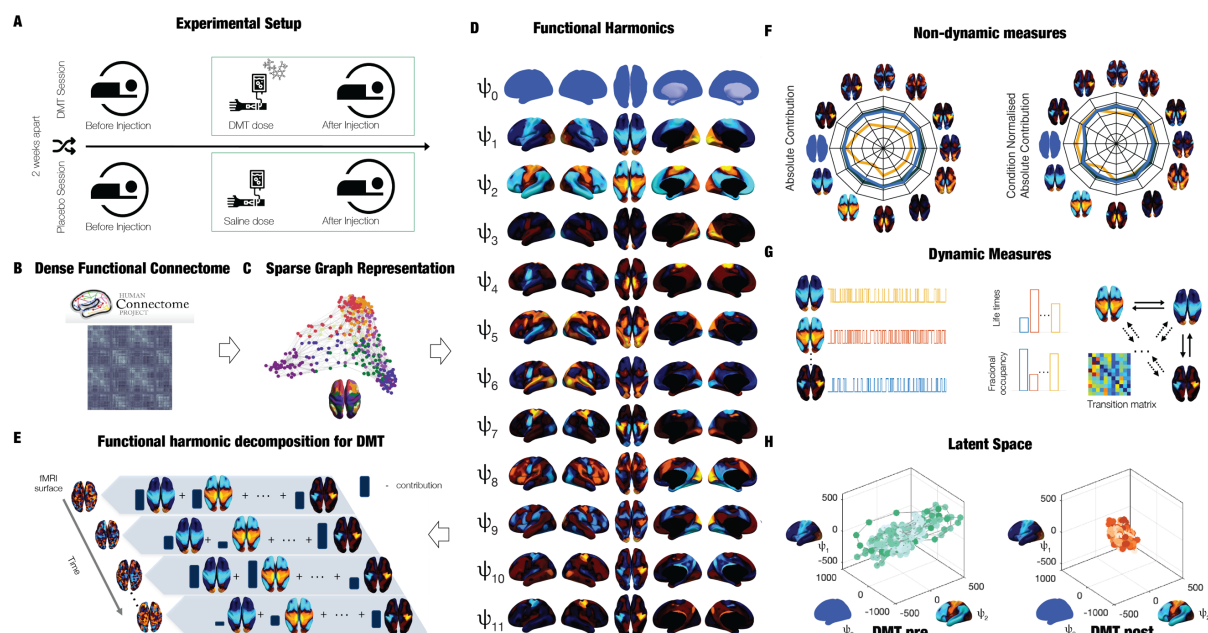 A
Experimental Setup
DMT Session
2 weeks apart
Placebo Session
Before Injection
DMT dose
After Injection
Before Injection
Saline dose
After Injection
B
Dense Functional Connectome
HUMAN
Connectome
PROJECT
C
Sparse Graph Representation
D
Functional Harmonics
ψ0
ψ1
ψ2
ψ3
ψ4
ψ5
ψ6
ψ7
ψ8
ψ9
ψ10
ψ11
E
Functional harmonic decomposition for DMT
fMRI
surface
Time
+ + ... + - contribution
+ + ... +
+ + ... +
+ + ... +
F
Non-dynamic measures
Absolute Contribution
Condition Normalised
Absolute Contribution
G
Dynamic Measures
Life times
...
Fracional
occupancy
...
Transition matrix
H
Latent Space
500
0
-500
1000
0
-1000
-500
0
500
ψ1
ψ2
DMT pre
500
0
-500
1000
0
-1000
-500
0
500
ψ1
ψ2
DMT post